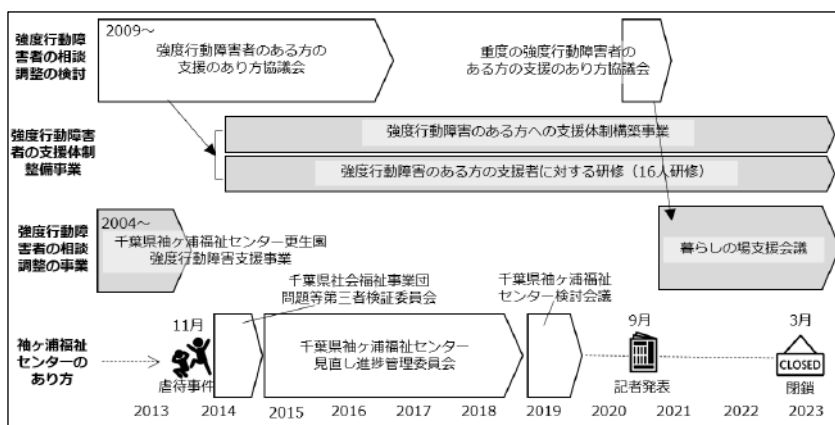 強度行動障
害者の相談
調整の検討
2009～
強度行動障害者のある方の
支援のあり方協議会
重度の強度行動障害者の
ある方の支援のあり方協議会
強度行動障害
者の支援体制
整備事業
強度行動障害のある方への支援体制構築事業
強度行動障害のある方の支援者に対する研修（16人研修）
強度行動障
害者の相談
調整の事業
2004～
千葉県袖ヶ浦福祉センター更生園
強度行動障害支援事業
暮らしの場支援会議
千葉県社会福祉事業団
問題等第三者検証委員会
千葉県袖ヶ浦福祉
センター検討会議
袖ヶ浦福祉
センターの
あり方
11月
虐待事件
千葉県袖ヶ浦福祉センター
見直し進捗管理委員会
9月
記者発表
3月
CLOSED
閉鎖
2013 2014 2015 2016 2017 2018 2019 2020 2021 2022 2023